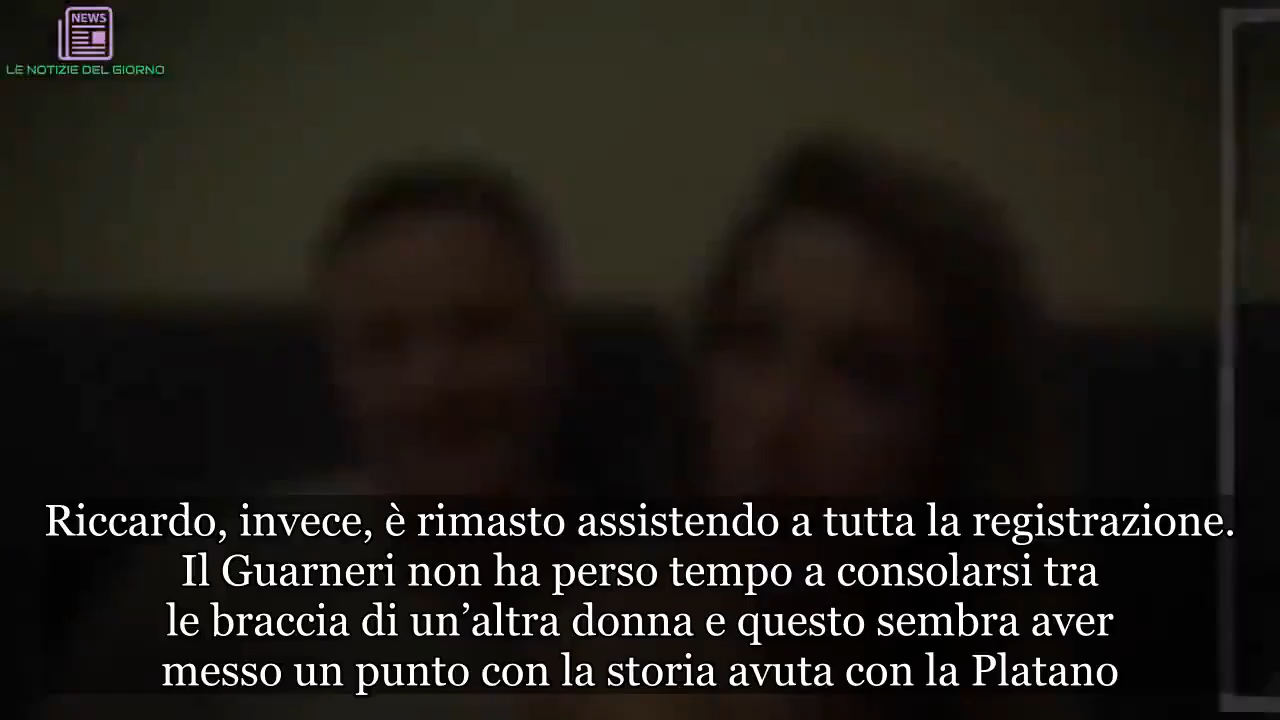 NEWS
LE NOTIZIE DEL GIORNO
Riccardo, invece, è rimasto assistendo a tutta la registrazione.
Il Guarneri non ha perso tempo a consolarsi tra
le braccia di un’altra donna e questo sembra aver
messo un punto con la storia avuta con la Platano